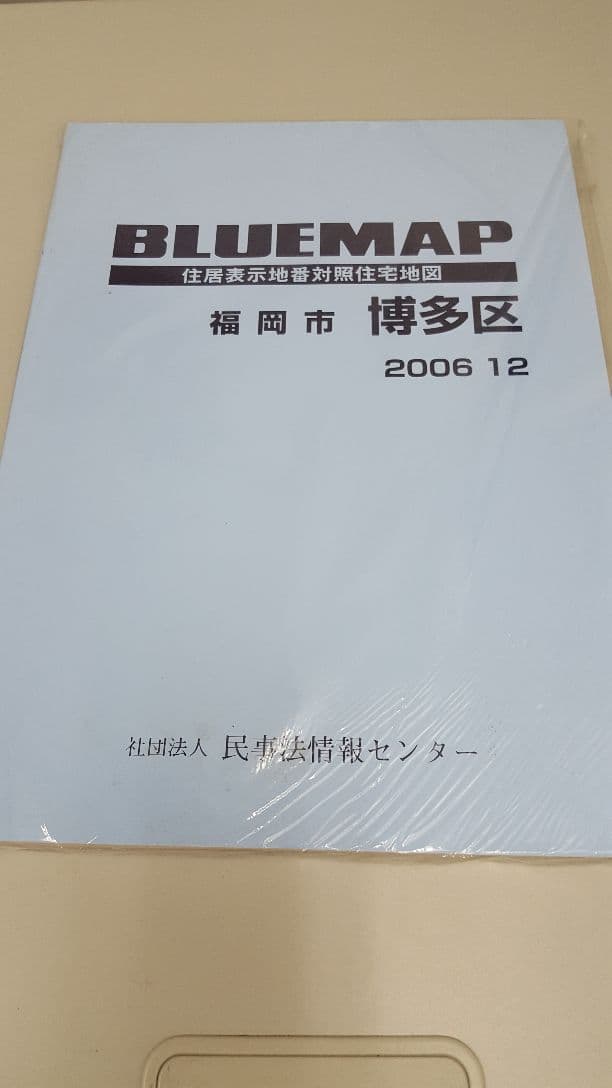 BLUEMAP
住居表示地番対照住宅地図
福岡市 博多区
2006 12
社団法人 民事法情報センター